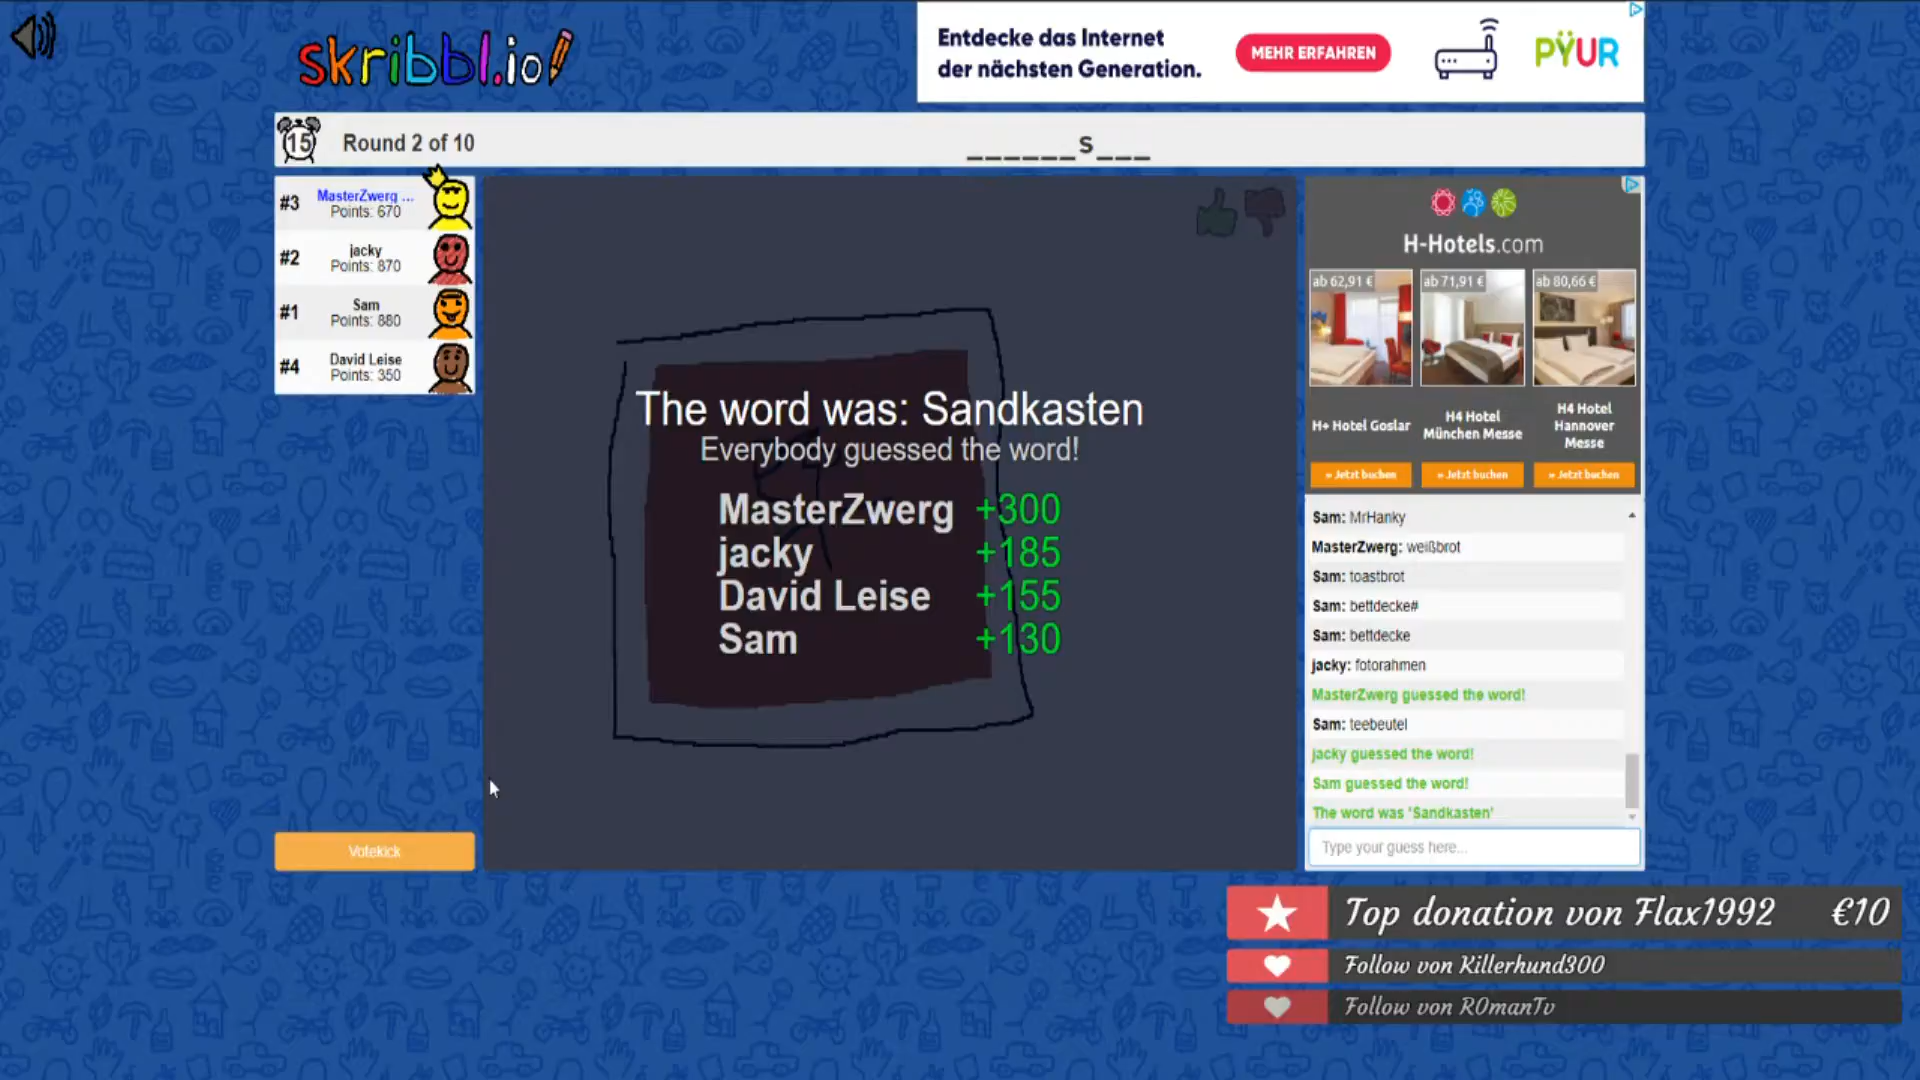 skribbl.io
Entdecke das Internet
der nächsten Generation.
MEHR ERFAHREN
PŸUR
15
Round 2 of 10
______s___
#3
MasterZwerg ...
Points: 670
#2
jacky
Points: 870
#1
Sam
Points: 880
#4
David Leise
Points: 350
Votekick
The word was: Sandkasten
Everybody guessed the word!
MasterZwerg +300
jacky +185
David Leise +155
Sam +130
H-Hotels.com
ab 62,91 €
ab 71,91 €
ab 80,66 €
H+ Hotel Goslar
H4 Hotel
München Messe
H4 Hotel
Hannover
Messe
» Jetzt buchen
» Jetzt buchen
» Jetzt buchen
Sam: MrHanky
MasterZwerg: weißbrot
Sam: toastbrot
Sam: bettdecke#
Sam: bettdecke
jacky: fotorahmen
MasterZwerg guessed the word!
Sam: teebeutel
jacky guessed the word!
Sam guessed the word!
The word was 'Sandkasten'
Type your guess here...
Top donation von Flax1992 €10
Follow von Killerhund300
Follow von R0manTv